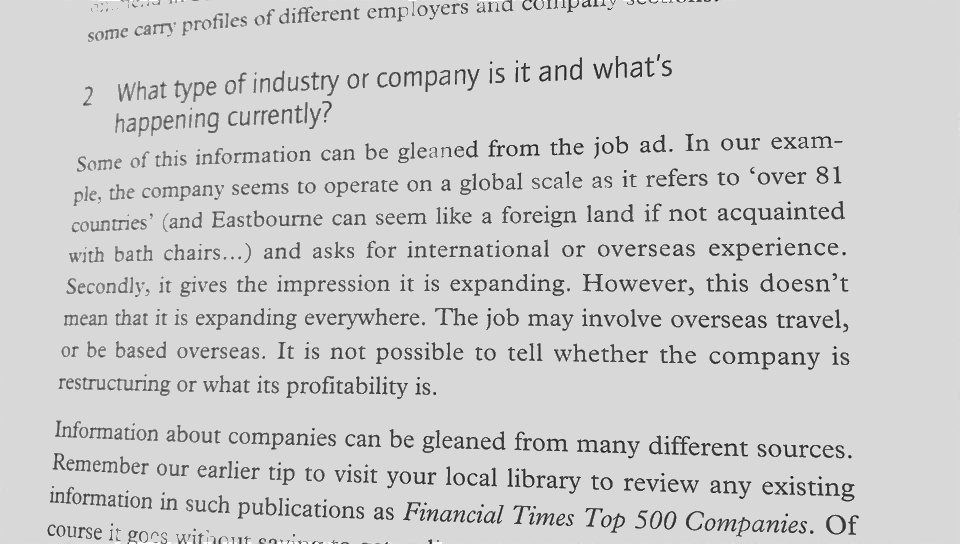 some carry profiles of different employers and company sections.
2 What type of industry or company is it and what's
happening currently?
Some of this information can be gleaned from the job ad. In our exam-
ple, the company seems to operate on a global scale as it refers to ‘over 81
countries’ (and Eastbourne can seem like a foreign land if not acquainted
with bath chairs...) and asks for international or overseas experience.
Secondly, it gives the impression it is expanding. However, this doesn’t
mean that it is expanding everywhere. The job may involve overseas travel,
or be based overseas. It is not possible to tell whether the company is
restructuring or what its profitability is.
Information about companies can be gleaned from many different sources.
Remember our earlier tip to visit your local library to review any existing
information in such publications as Financial Times Top 500 Companies. Of
course it goes without saying to